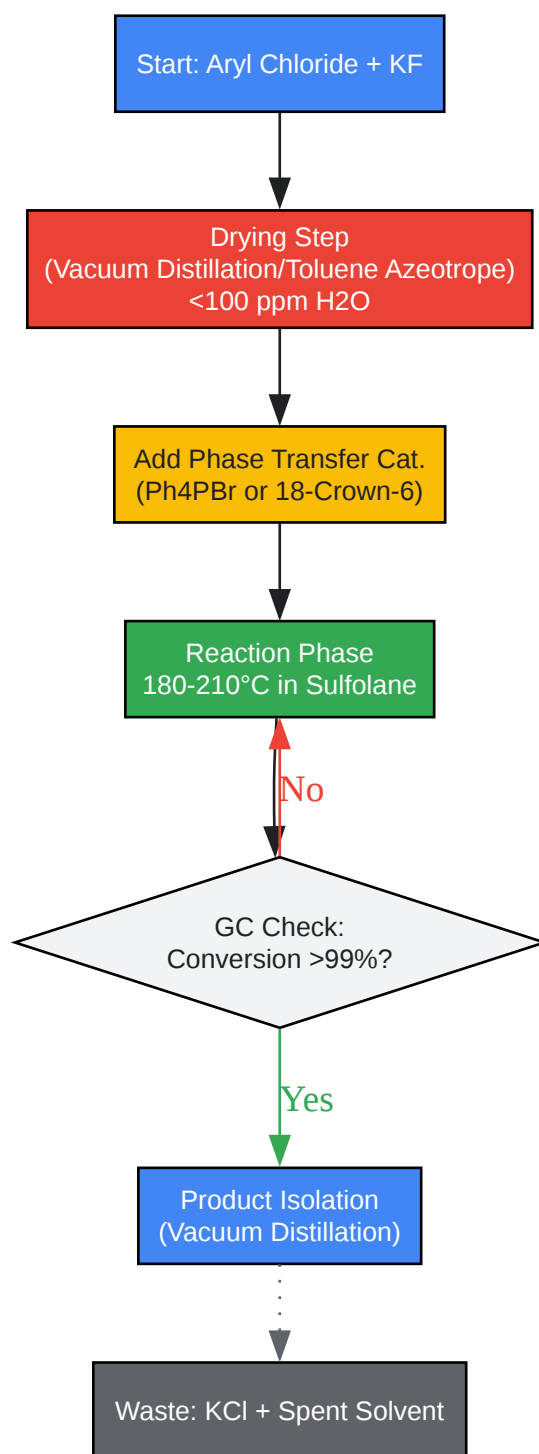 Start: Aryl Chloride + KF
Drying Step
(Vacuum Distillation/Toluene Azeotrope)
<100 ppm H2O
Add Phase Transfer Cat.
(Ph4PBr or 18-Crown-6)
Reaction Phase
180-210°C in Sulfolane
No
GC Check:
Conversion >99%?
Yes
Product Isolation
(Vacuum Distillation)
Waste: KCl + Spent Solvent